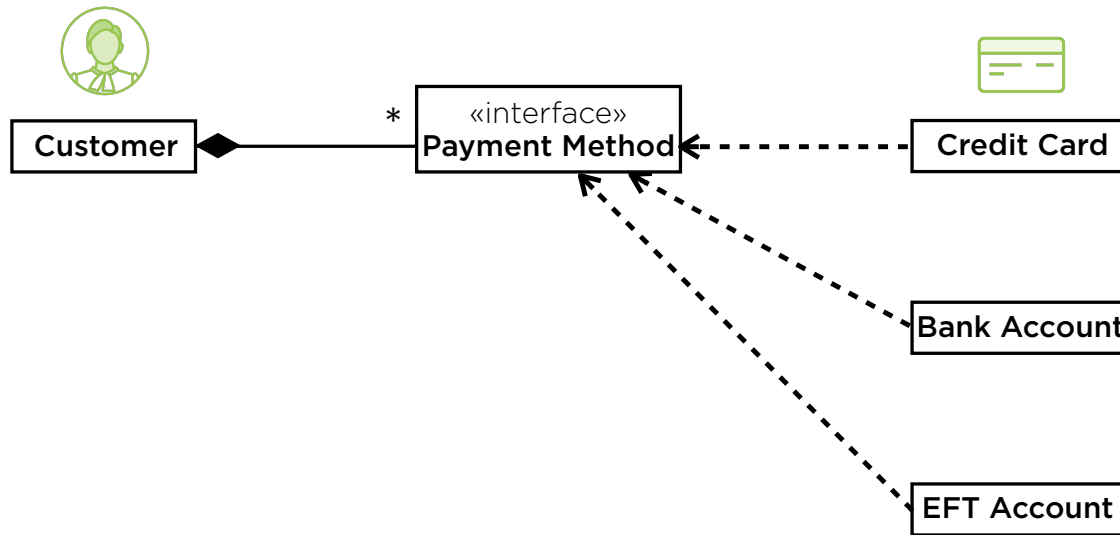 *
«interface»
Customer
Payment Method
Credit Card
Bank Account
EFT Account